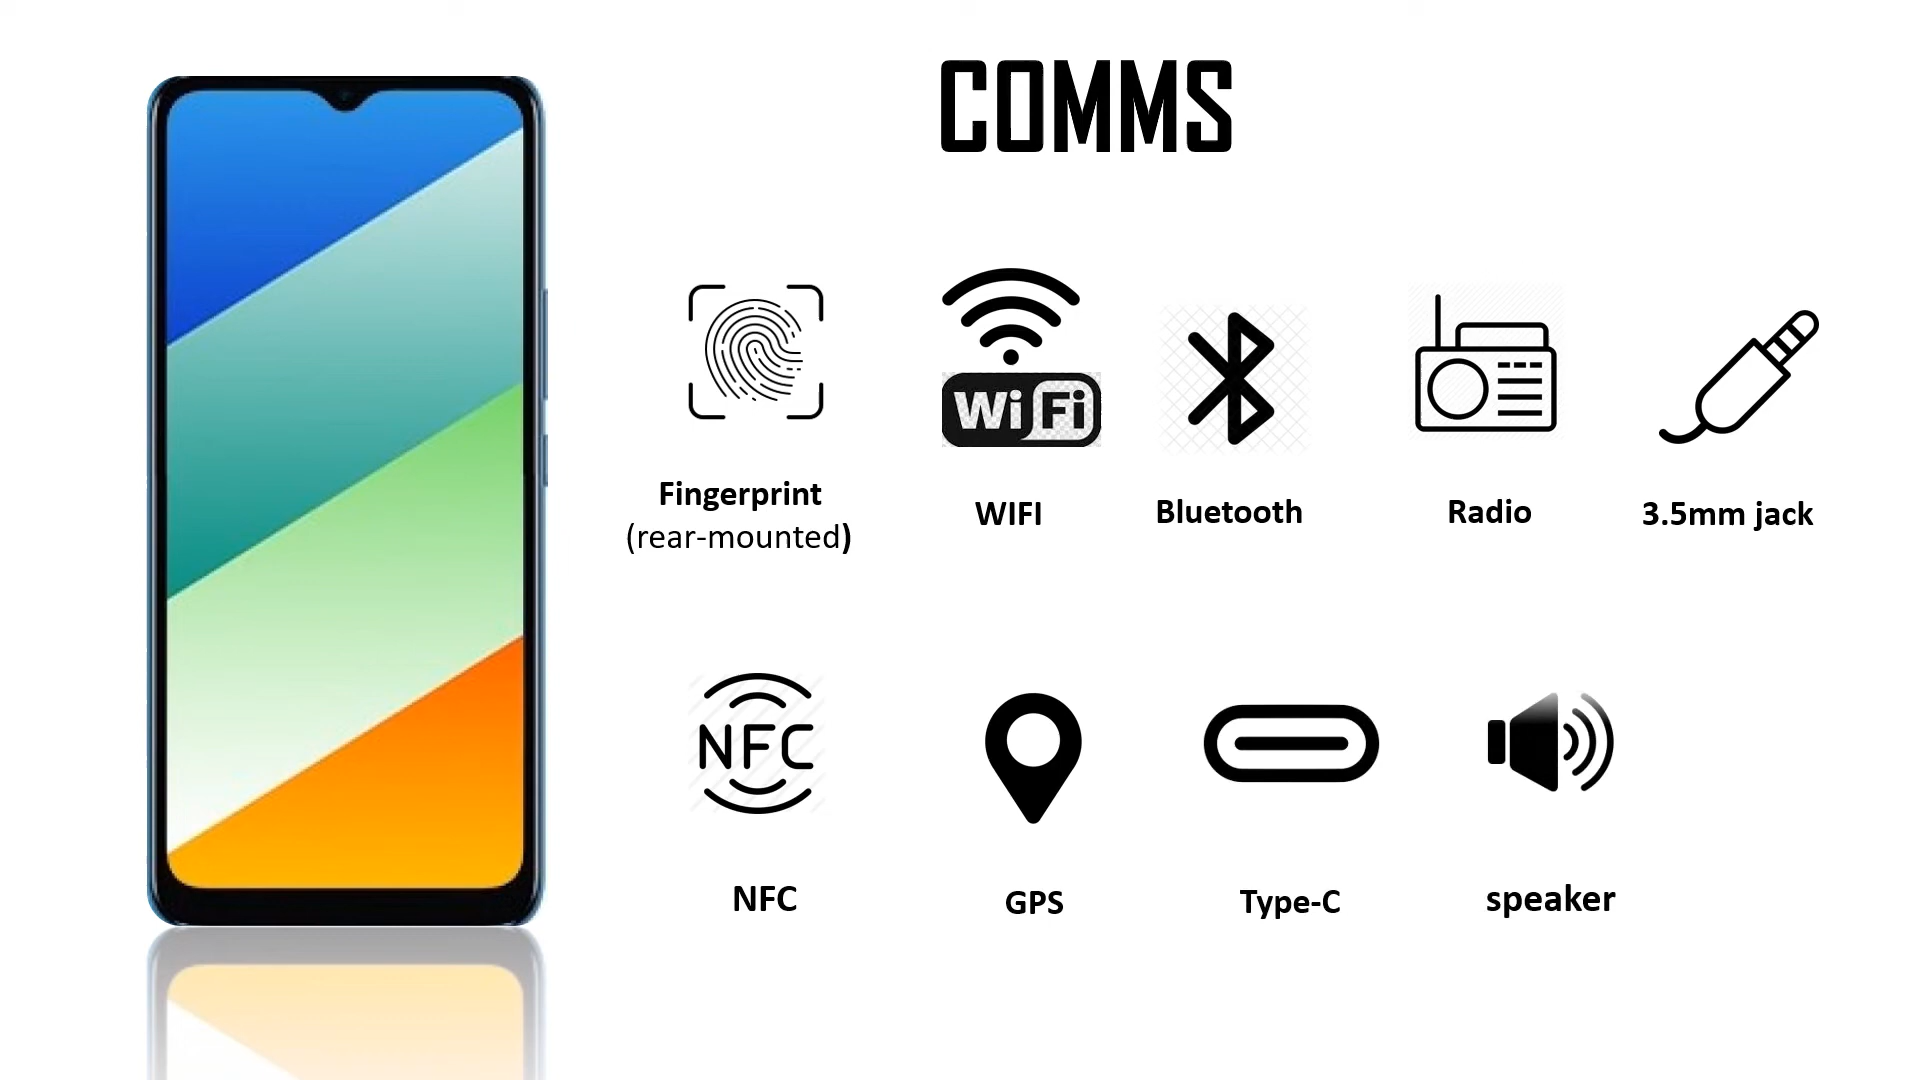 COMMS
WiFi
Fingerprint
(rear-mounted)
WIFI
Bluetooth
Radio
3.5mm jack
NFC
NFC
GPS
Type-C
speaker